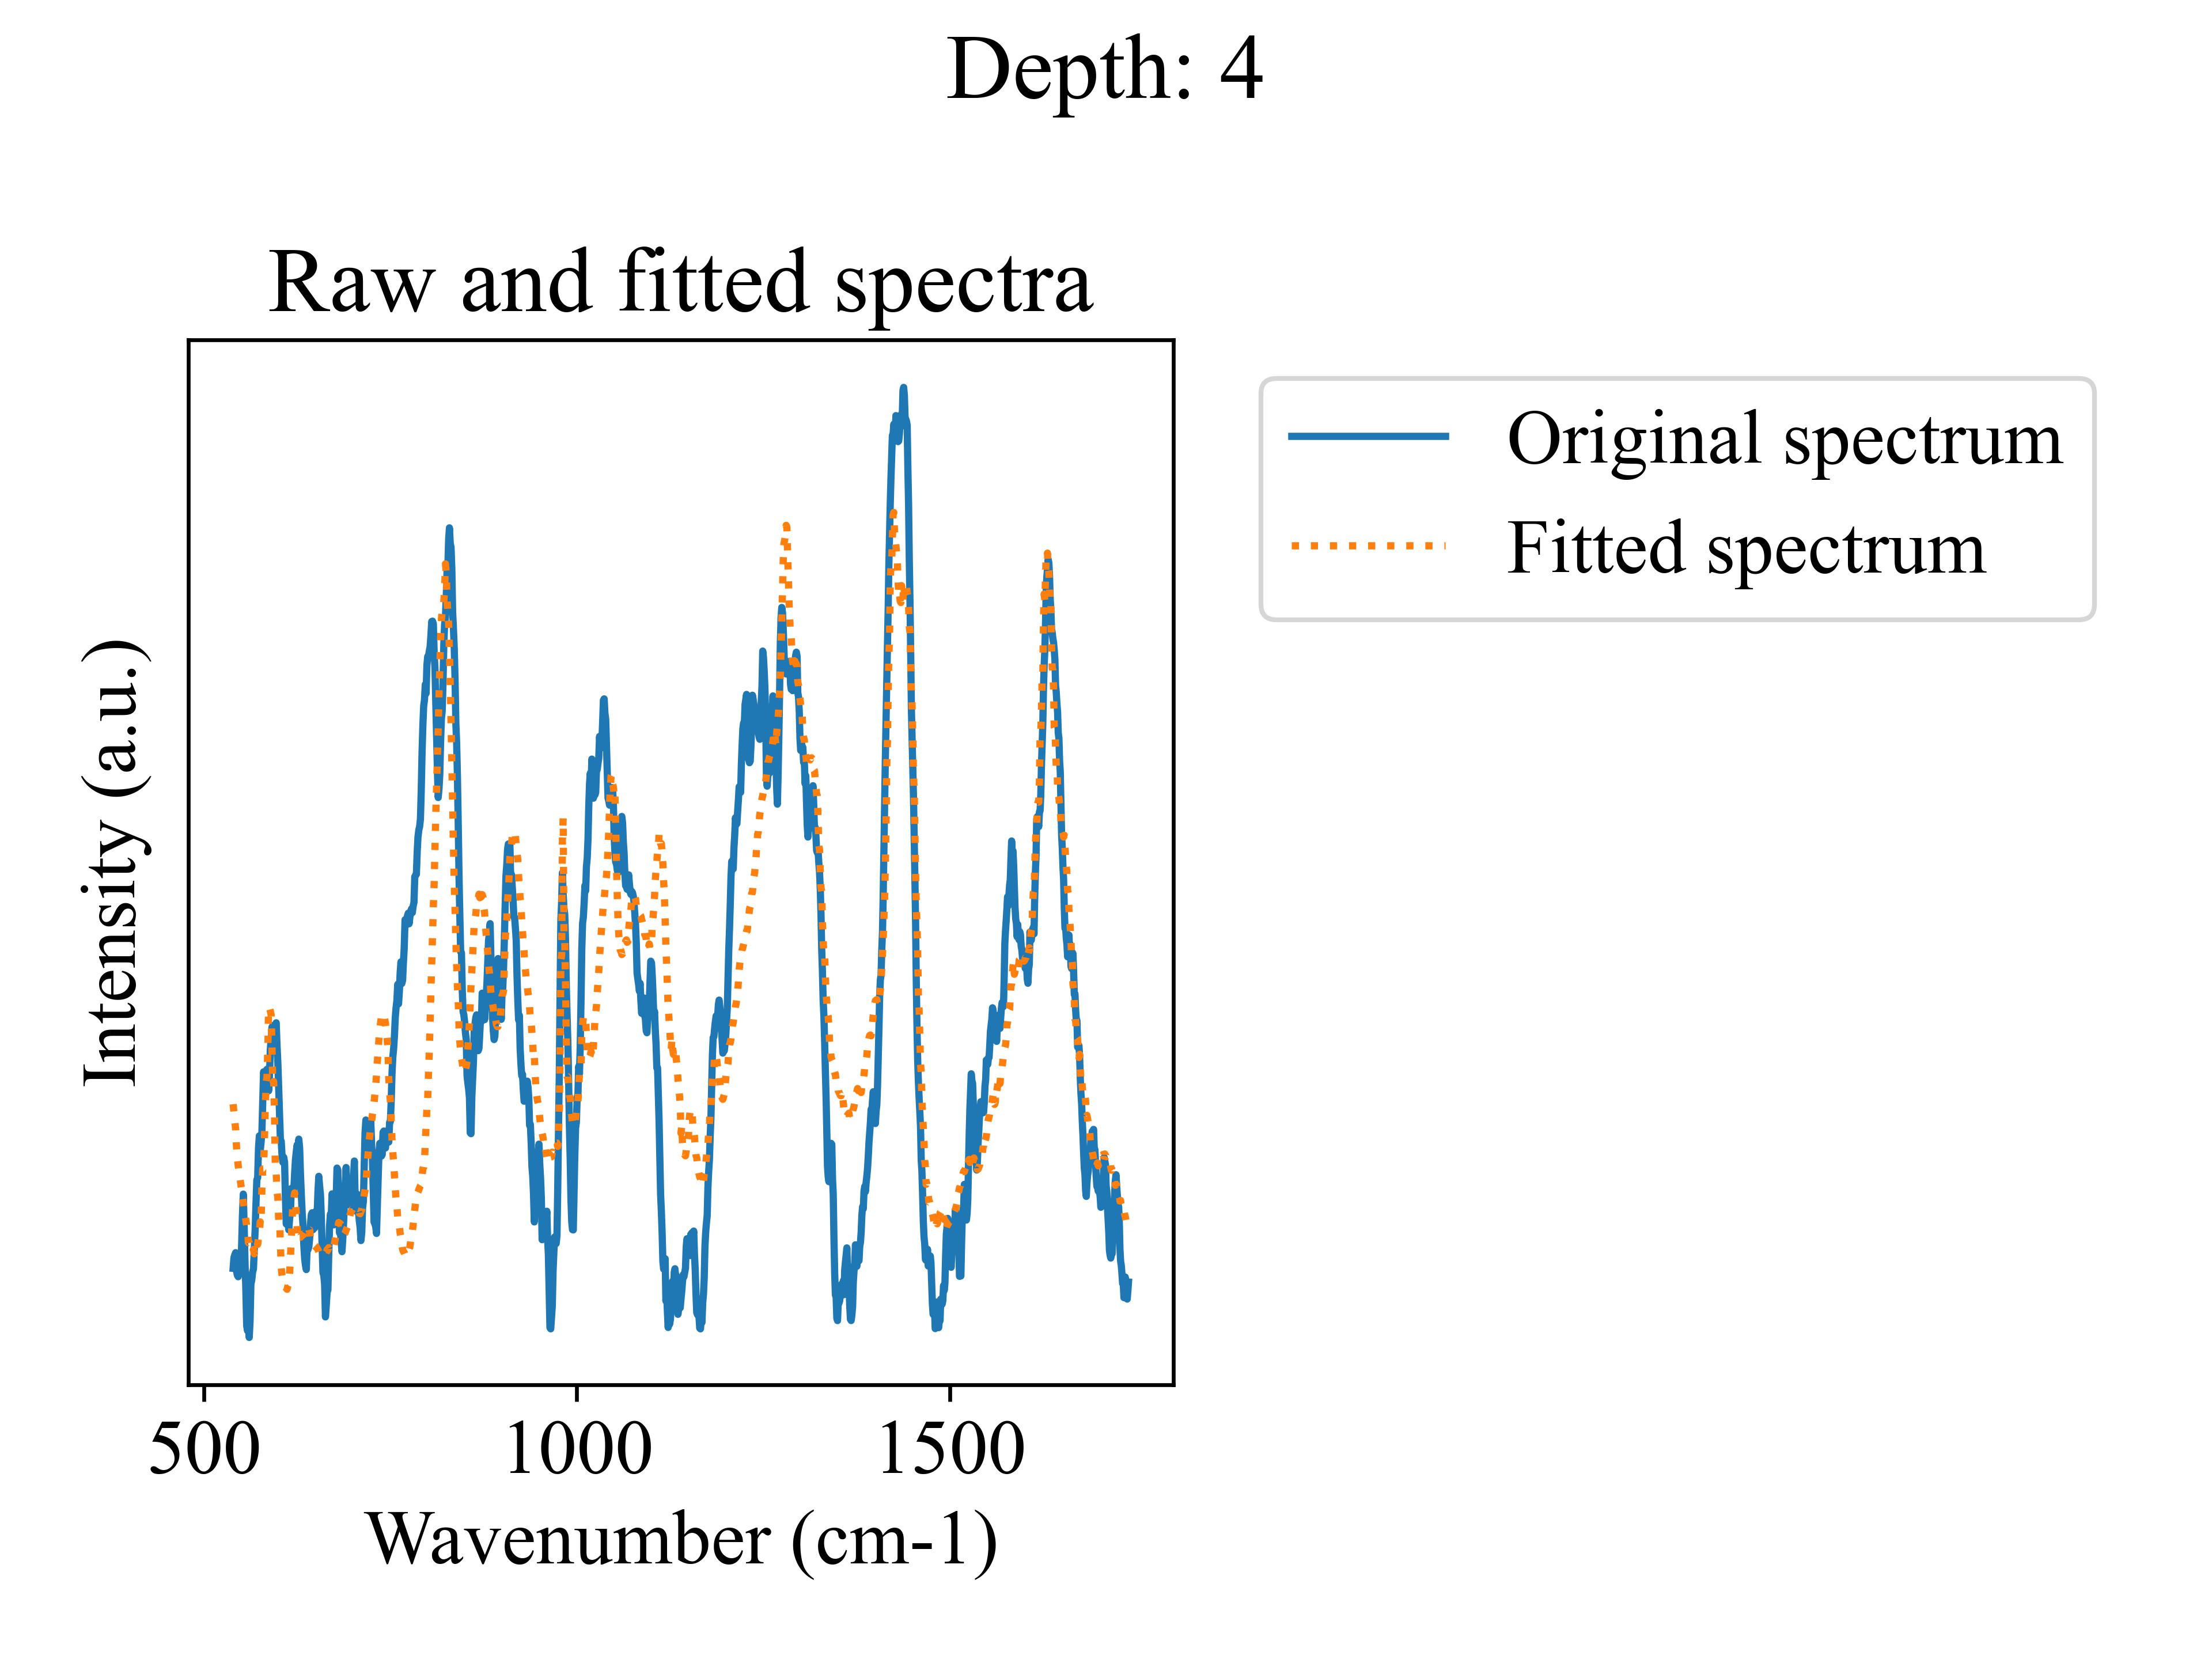 Depth: 4
Raw and fitted spectra
Original spectrum
Fitted spectrum
Intensity (a.u.)
500 1000 1500
Wavenumber (cm-1)